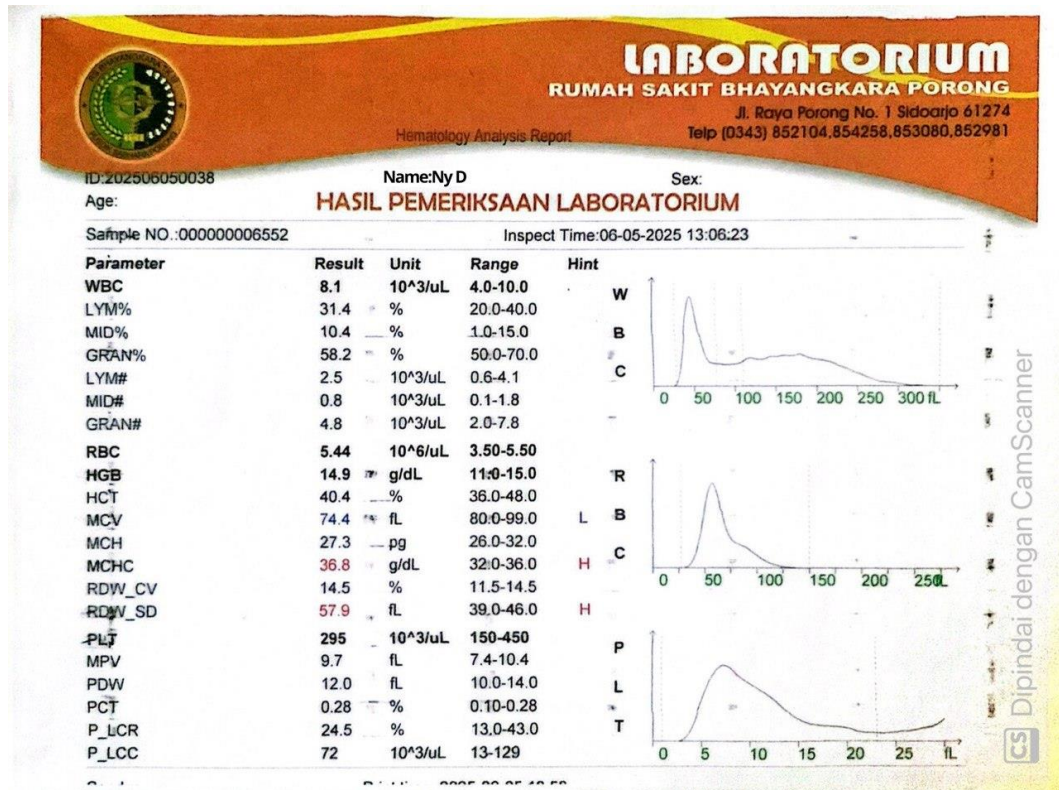 LABORATORIUM
RUMAH SAKIT BHAYANGKARA PORONG
Jl. Raya Porong No. 1 Sidoarjo 61274
Telp (0343) 852104,854258,853080,852981
Hematology Analysis Report
ID:202506050038 Name:Ny D Sex:
Age: HASIL PEMERIKSAAN LABORATORIUM
Sample NO.:000000006552 Inspect Time:06-05-2025 13:06:23
Parameter Result Unit Range Hint
WBC 8.1 10^3/uL 4.0-10.0
LYM% 31.4 % 20.0-40.0
MID% 10.4 % 1.0-15.0
GRAN% 58.2 % 50.0-70.0
LYM# 2.5 10^3/uL 0.6-4.1
MID# 0.8 10^3/uL 0.1-1.8
GRAN# 4.8 10^3/uL 2.0-7.8
RBC 5.44 10^6/uL 3.50-5.50
HGB 14.9 g/dL 11.0-15.0
HCT 40.4 % 36.0-48.0
MCV 74.4 fL 80.0-99.0 L
MCH 27.3 pg 26.0-32.0
MCHC 36.8 g/dL 32.0-36.0 H
RDW_CV 14.5 % 11.5-14.5
RDW_SD 57.9 fL 39.0-46.0 H
PLT 295 10^3/uL 150-450
MPV 9.7 fL 7.4-10.4
PDW 12.0 fL 10.0-14.0
PCT 0.28 % 0.10-0.28
P_LCR 24.5 % 13.0-43.0
P_LCC 72 10^3/uL 13-129
W
B
C
0 50 100 150 200 250 300 fL
R
B
C
0 50 100 150 200 250 fL
P
L
T
0 5 10 15 20 25 fL
CS Dipindai dengan CamScanner